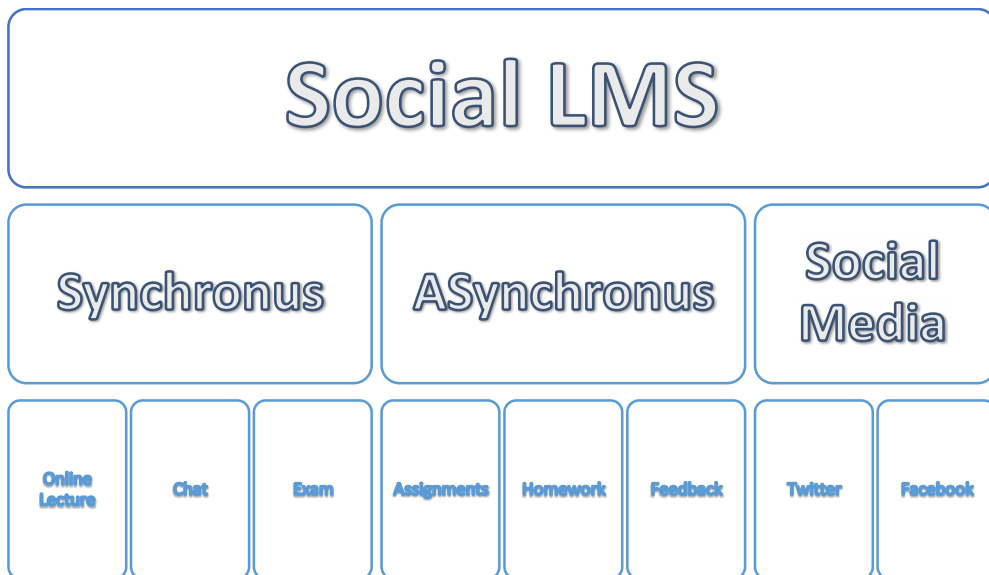 Social LMS
Synchronus
ASynchronus
Social
Media
Online
Lecture
Chat
Exam
Assignments
Homework
Feedback
Twitter
Facebook